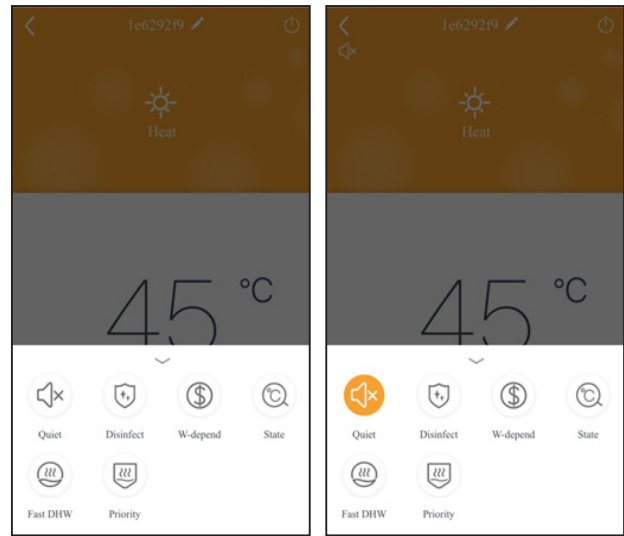 1e6292f9
Heat
45 °C
Quiet Disinfect W-depend State
Fast DHW Priority
1e6292f9
Heat
45 °C
Quiet Disinfect W-depend State
Fast DHW Priority